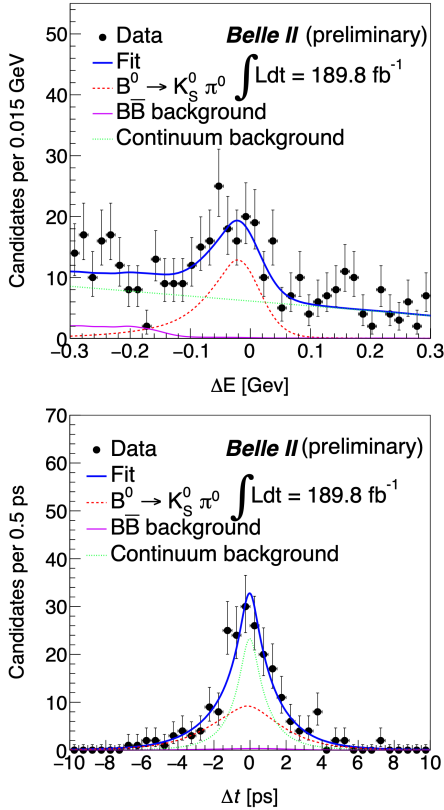 Candidates per 0.015 GeV
50
40
30
20
10
0
Data
Fit
B⁰ → K⁰_S π⁰
BB̅ background
Continuum background
Belle II (preliminary)
∫Ldt = 189.8 fb⁻¹
−0.3 −0.2 −0.1 0 0.1 0.2 0.3
ΔE [Gev]
Candidates per 0.5 ps
70
60
50
40
30
20
10
0
Data
Fit
B⁰ → K⁰_S π⁰
BB̅ background
Continuum background
Belle II (preliminary)
∫Ldt = 189.8 fb⁻¹
−10 −8 −6 −4 −2 0 2 4 6 8 10
Δt [ps]